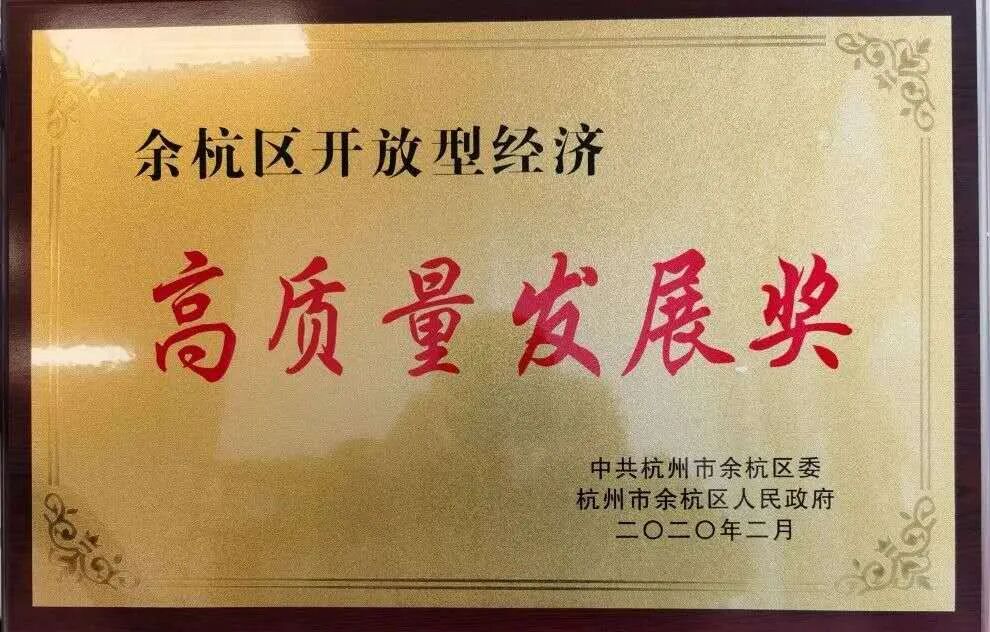 余杭区开放型经济
高质量发展奖
中共杭州市余杭区委
杭州市余杭区人民政府
二〇二〇年二月